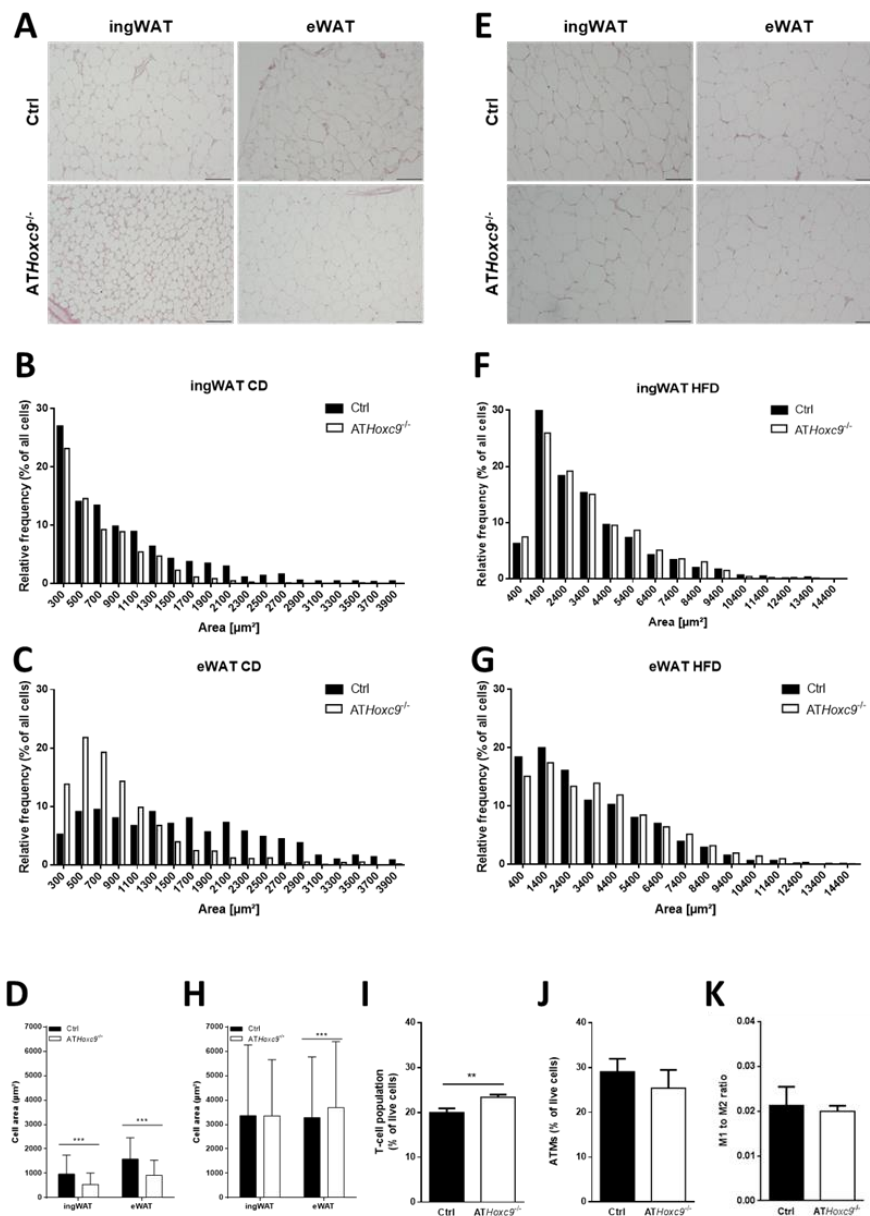 A
ingWAT
eWAT
Ctrl
ATHoxc9-/-
E
ingWAT
eWAT
Ctrl
ATHoxc9-/-
B
ingWAT CD
Relative frequency (% of all cells)
30
20
10
0
Ctrl
ATHoxc9-/-
300 500 700 900 1100 1300 1500 1700 1900 2100 2300 2500 2700 2900 3100 3300 3500 3700 3900
Area [µm²]
F
ingWAT HFD
Relative frequency (% of all cells)
30
20
10
0
Ctrl
ATHoxc9-/-
400 1400 2400 3400 4400 5400 6400 7400 8400 9400 10400 11400 12400 13400 14400
Area [µm²]
C
eWAT CD
Relative frequency (% of all cells)
30
20
10
0
Ctrl
ATHoxc9-/-
300 500 700 900 1100 1300 1500 1700 1900 2100 2300 2500 2700 2900 3100 3300 3500 3700 3900
Area [µm²]
G
eWAT HFD
Relative frequency (% of all cells)
30
20
10
0
Ctrl
ATHoxc9-/-
400 1400 2400 3400 4400 5400 6400 7400 8400 9400 10400 11400 12400 13400 14400
Area [µm²]
D
Cell area (µm²)
7000
6000
5000
4000
3000
2000
1000
0
Ctrl
ATHoxc9-/-
***
***
ingWAT eWAT
H
Cell area (µm²)
7000
6000
5000
4000
3000
2000
1000
0
Ctrl
ATHoxc9-/-
***
ingWAT eWAT
I
T-cell population
(% of live cells)
40
30
20
10
0
**
Ctrl ATHoxc9-/-
J
ATMs (% of live cells)
40
30
20
10
0
Ctrl ATHoxc9-/-
K
M1 to M2 ratio
0.04
0.03
0.02
0.01
0.00
Ctrl ATHoxc9-/-